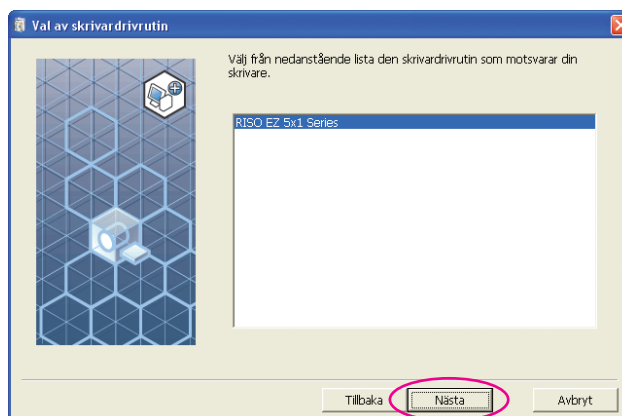 Val av skrivardrivrutin
Välj från nedanstående lista den skrivardrivrutin som motsvarar din
skrivare.
RISO EZ 5x1 Series
Tillbaka
Nästa
Avbryt